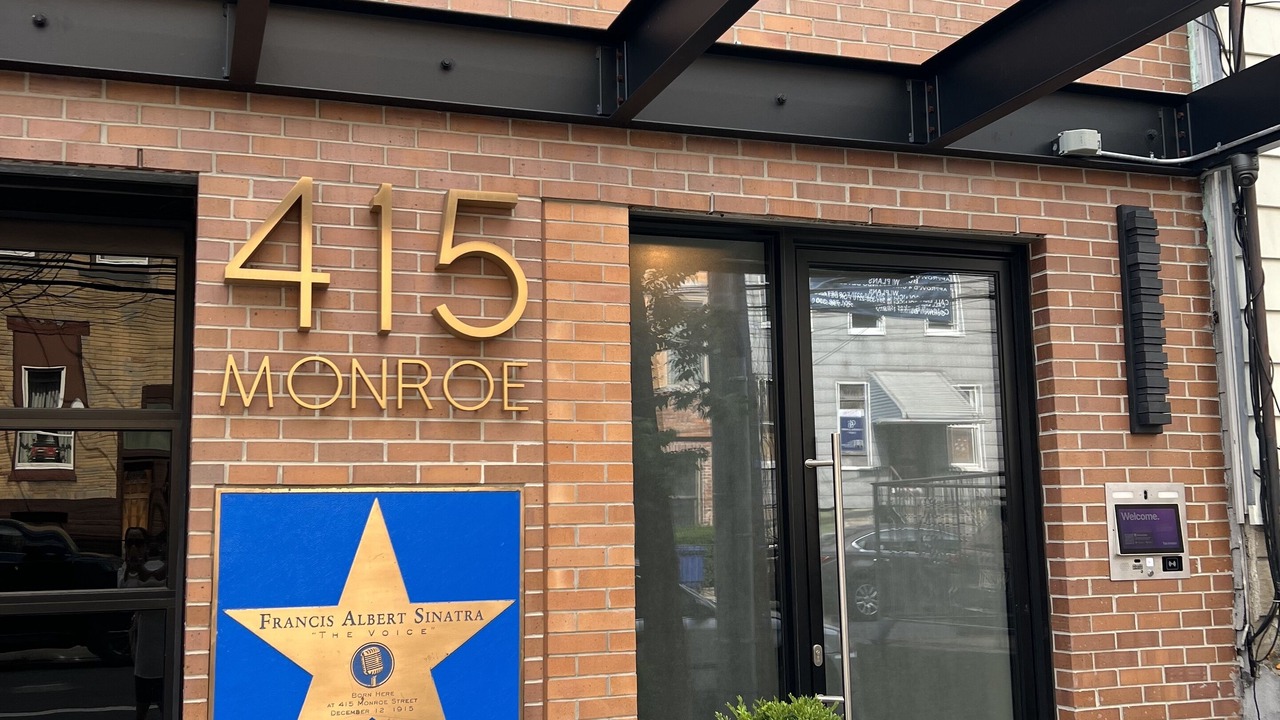 415
MONROE
FRANCIS ALBERT SINATRA
"THE VOICE"
BORN HERE
AT 415 MONROE STREET
DECEMBER 12, 1915
Welcome.